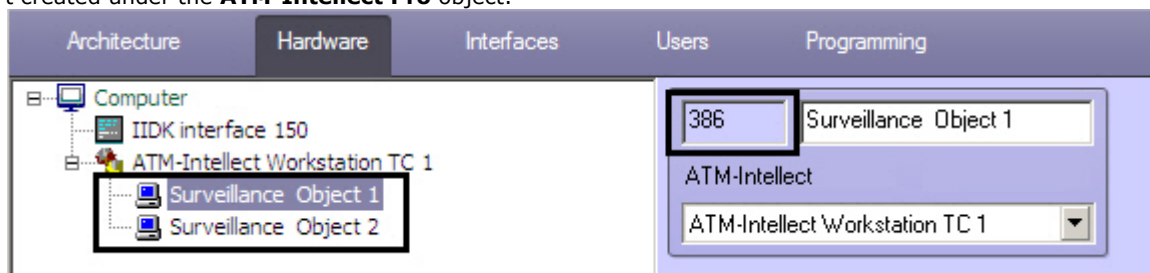 t created under the ATM-Intellect Pro object.
Architecture Hardware Interfaces Users Programming
Computer
IIDK interface 150
ATM-Intellect Workstation TC 1
Surveillance Object 1
Surveillance Object 2
386 Surveillance Object 1
ATM-Intellect
ATM-Intellect Workstation TC 1